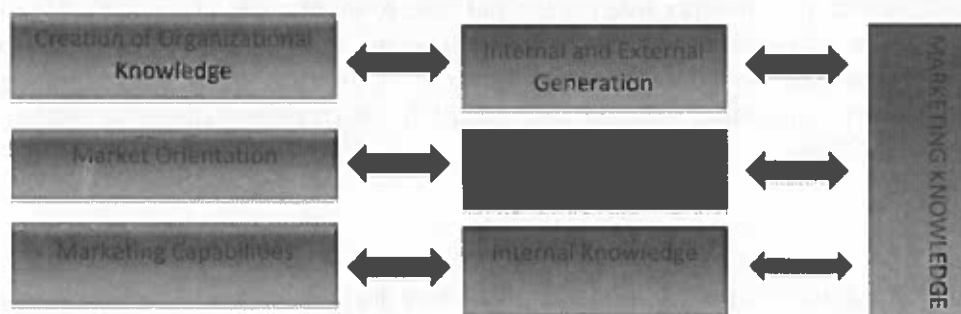 Creation of Organizational
Knowledge
Internal and External
Generation
Market Orientation
Marketing Capabilities
Internal Knowledge
MARKETING KNOWLEDGE